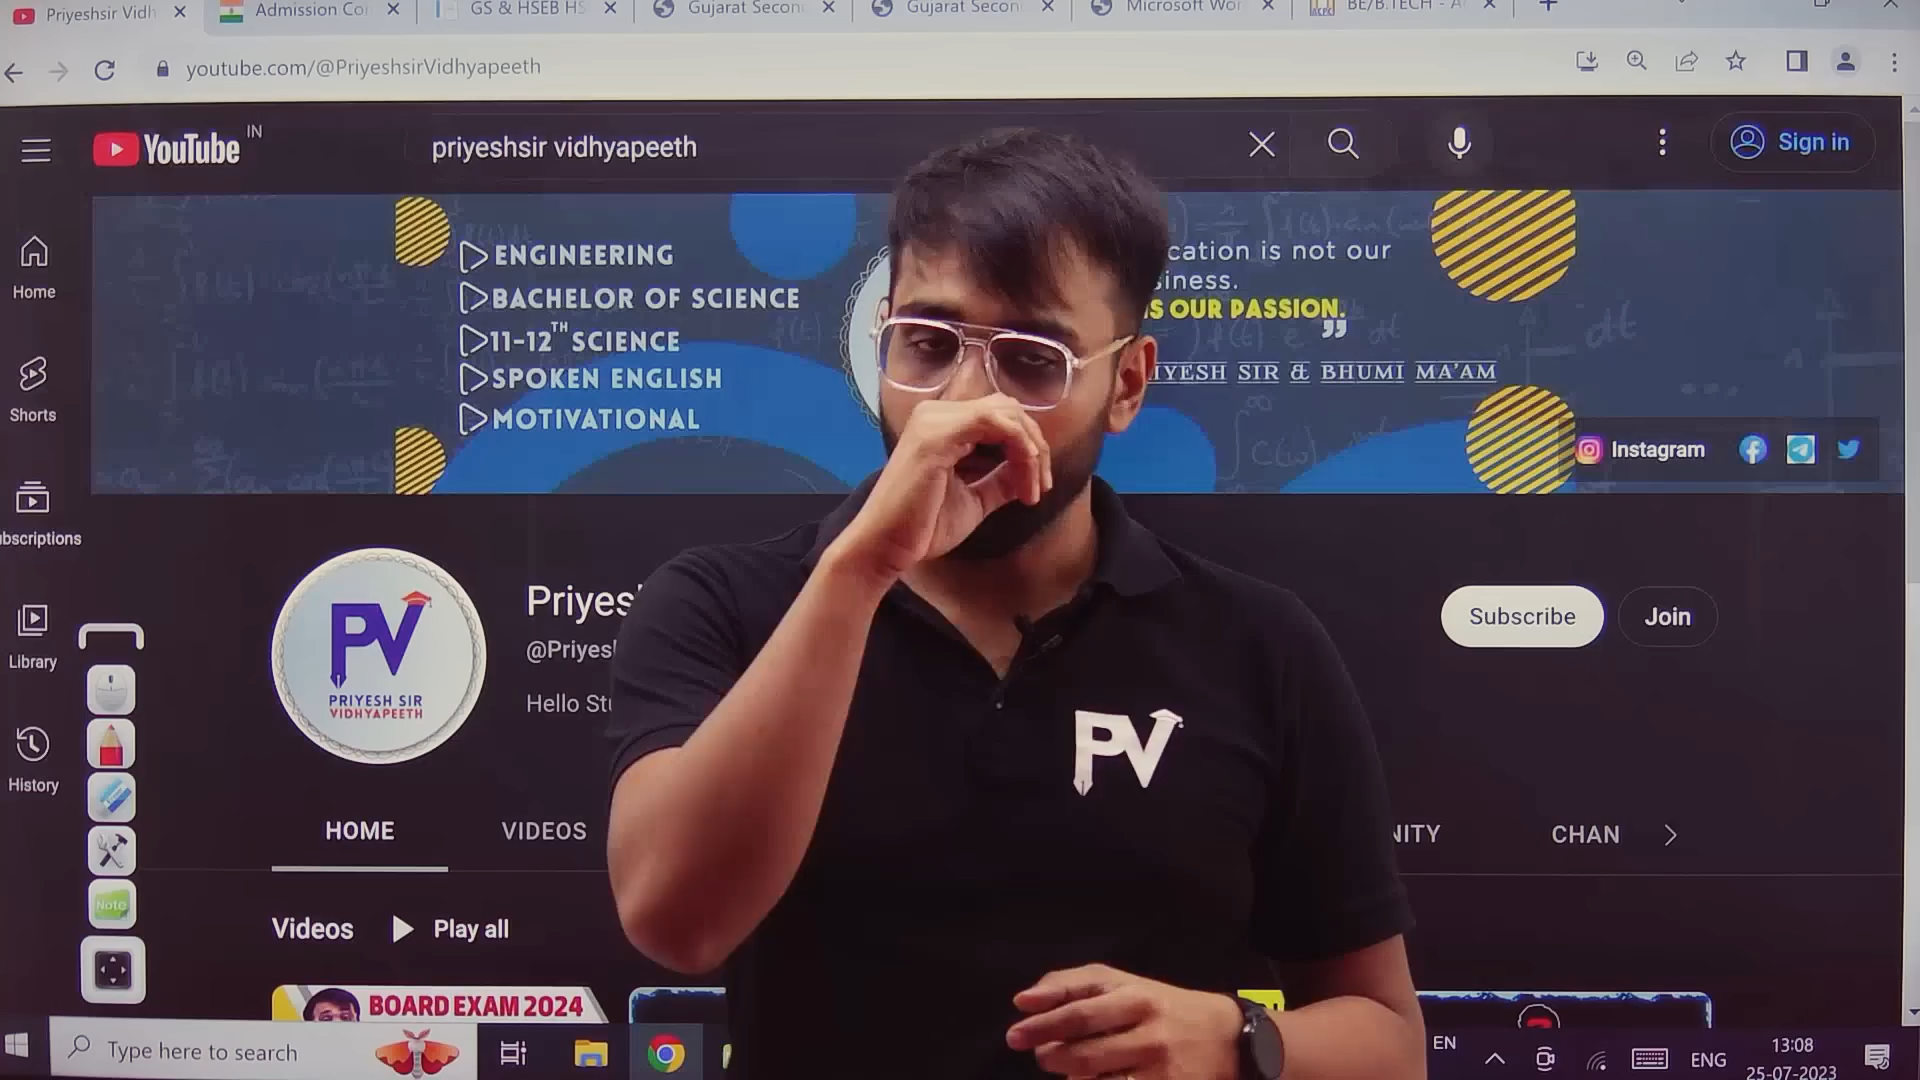 Priyeshsir Vidh
Admission Co
GS & HSEB HS
Gujarat Secon
Gujarat Secon
Microsoft Wor
BE/B.TECH - A
youtube.com/@PriyeshsirVidhyapeeth
YouTube IN
priyeshsir vidhyapeeth
Sign in
Home
Shorts
bscriptions
Library
History
ENGINEERING
BACHELOR OF SCIENCE
11-12TH SCIENCE
SPOKEN ENGLISH
MOTIVATIONAL
cation is not our
siness.
IS OUR PASSION.
IYESH SIR & BHUMI MA'AM
Instagram
PV
PRIYESH SIR
VIDHYAPEETH
Priyes
@Priyes
Hello Stu
Subscribe
Join
PV
HOME
VIDEOS
NITY
CHAN
Note
Videos
Play all
BOARD EXAM 2024
Type here to search
EN
ENG
13:08
25-07-2023